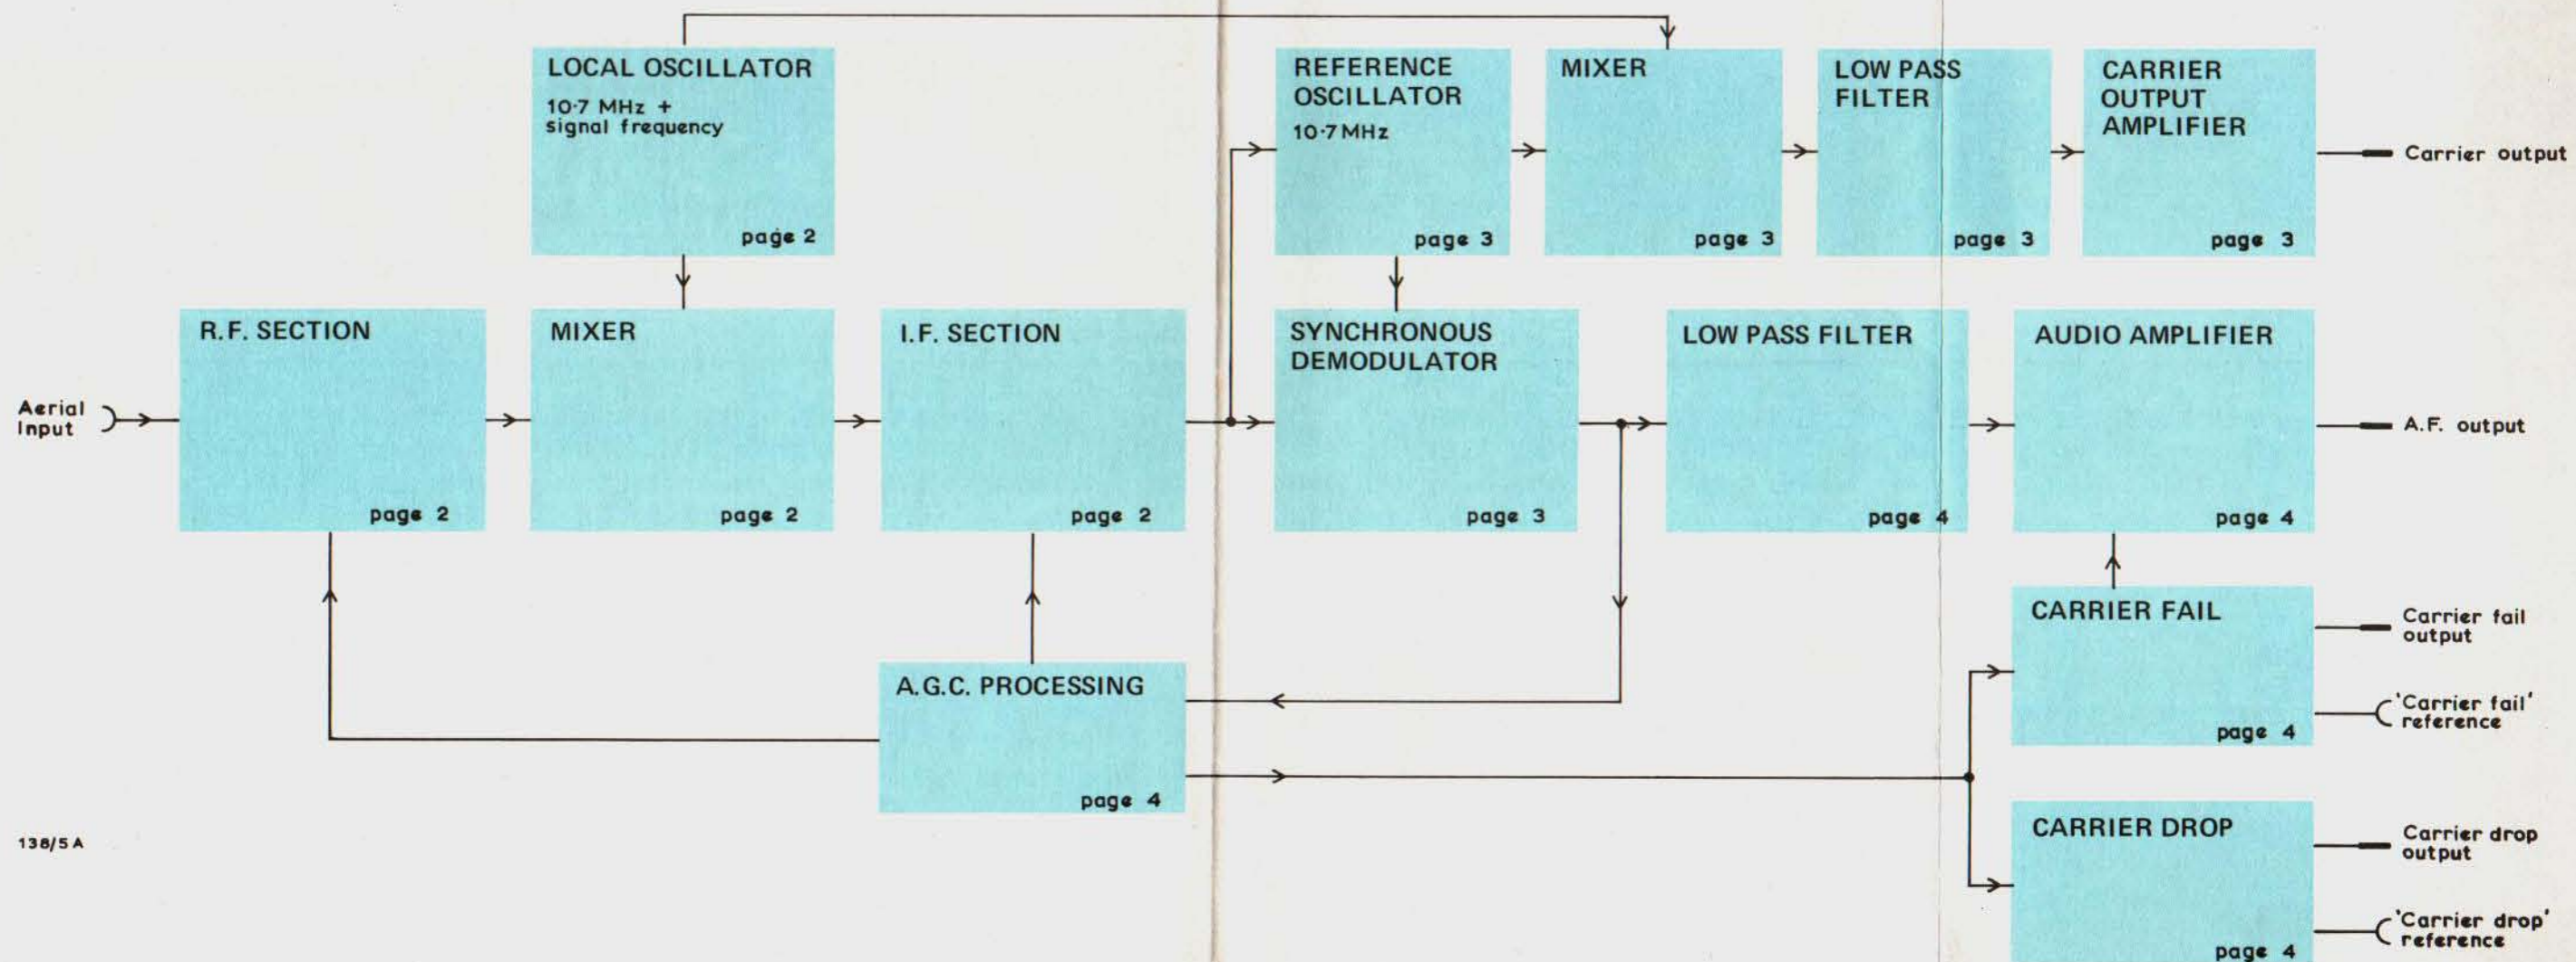 LOCAL OSCILLATOR
10·7 MHz +
signal frequency
page 2
REFERENCE
OSCILLATOR
10·7 MHz
page 3
MIXER
page 3
LOW PASS
FILTER
page 3
CARRIER
OUTPUT
AMPLIFIER
page 3
Carrier output
Aerial
Input
R.F. SECTION
page 2
MIXER
page 2
I.F. SECTION
page 2
SYNCHRONOUS
DEMODULATOR
page 3
LOW PASS FILTER
page 4
AUDIO AMPLIFIER
page 4
A.F. output
A.G.C. PROCESSING
page 4
CARRIER FAIL
page 4
Carrier fail
output
'Carrier fail'
reference
CARRIER DROP
page 4
Carrier drop
output
'Carrier drop'
reference
138/5A